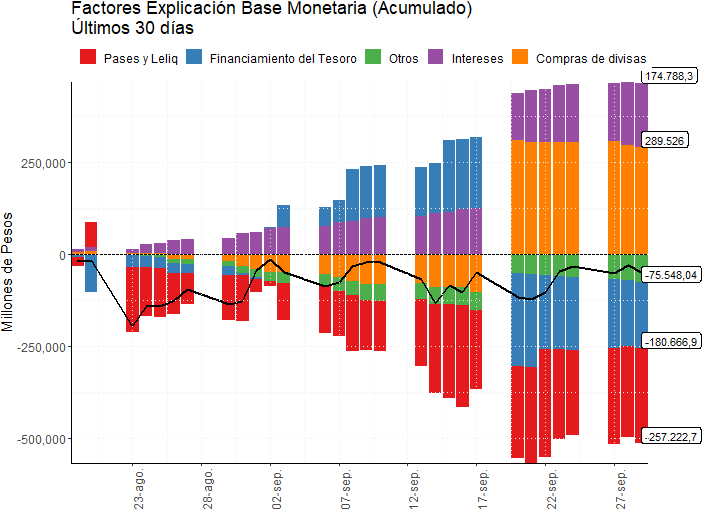 Factores Explicación Base Monetaria (Acumulado)
Últimos 30 días
Pases y Leliq Financiamiento del Tesoro Otros Intereses Compras de divisas
Millones de Pesos
250,000
0
-250,000
-500,000
174.788,3
289.526
-75.548,04
-180.666,9
-257.222,7
23-ago.
28-ago.
02-sep.
07-sep.
12-sep.
17-sep.
22-sep.
27-sep.